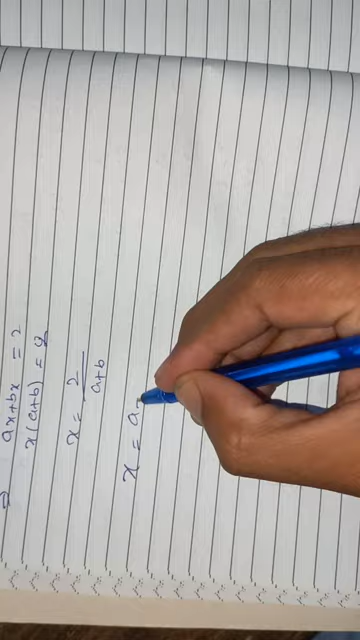 ⇒ ax+bx = 2
x(a+b) = 2
x = 2/(a+b)
x = a